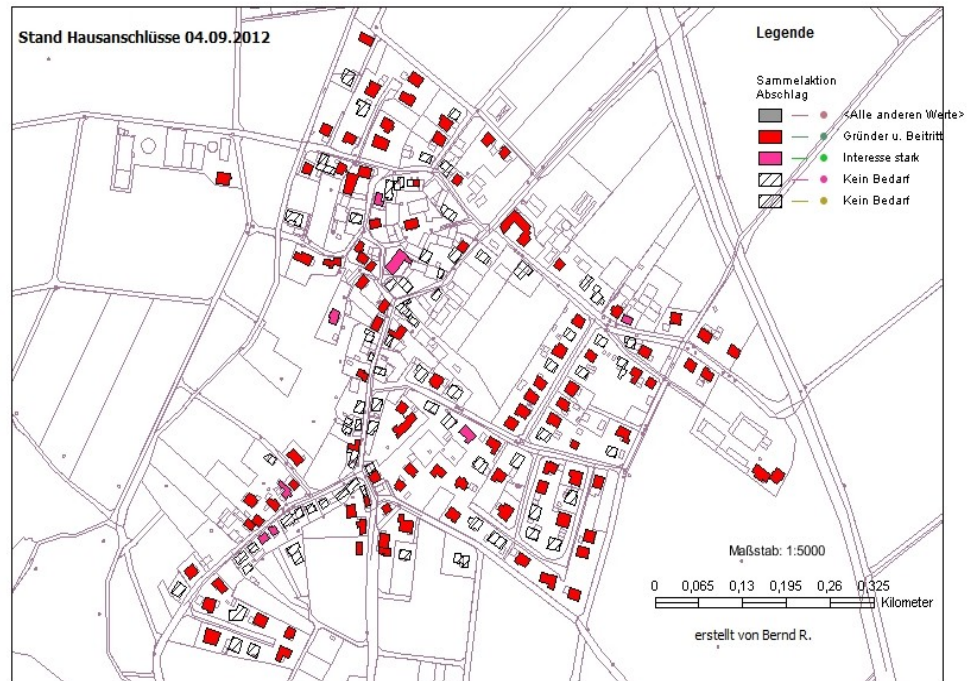 Stand Hausanschlüsse 04.09.2012
Legende
Sammelaktion
Abschlag
<Alle anderen Werte>
Gründer u. Beitritt
Interesse stark
Kein Bedarf
Kein Bedarf
Maßstab: 1:5000
0 0,065 0,13 0,195 0,26 0,325
Kilometer
erstellt von Bernd R.